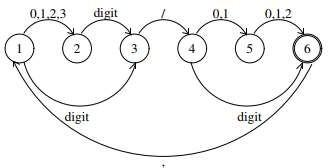 0,1,2,3 digit / 0,1 0,1,2
1 2 3 4 5 6
digit digit